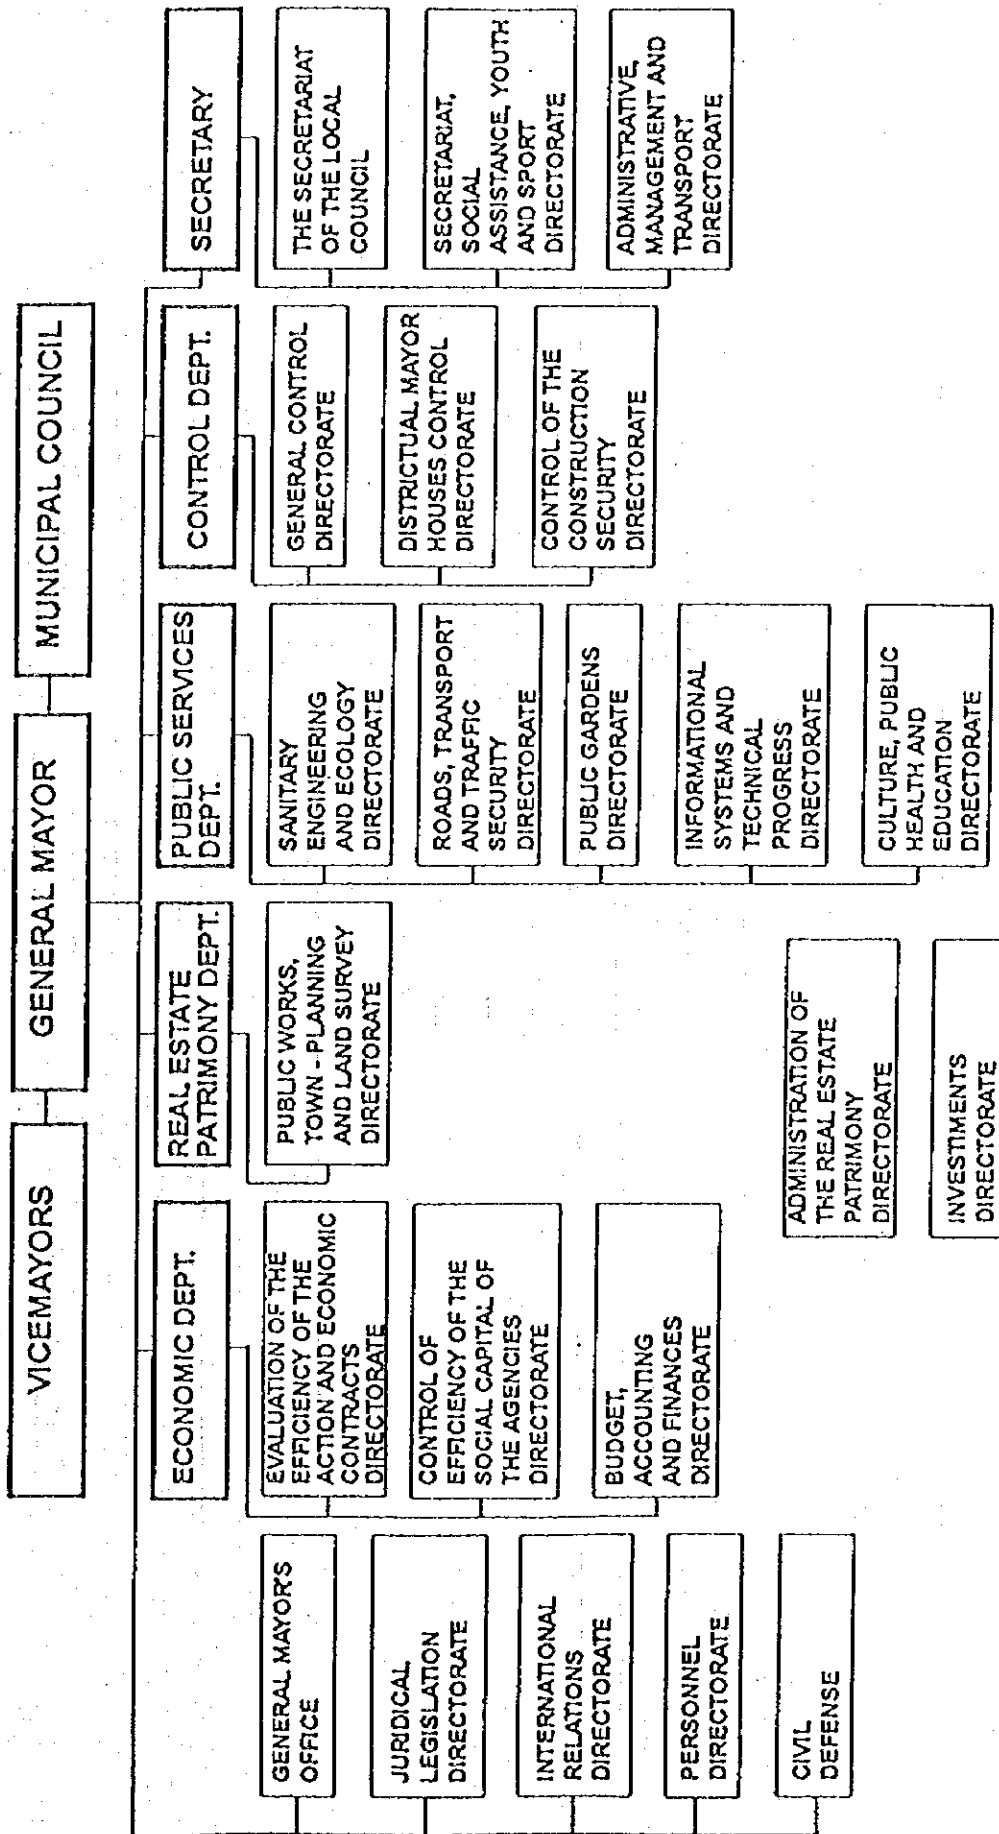 VICEMAYORS
GENERAL MAYOR
MUNICIPAL COUNCIL
ECONOMIC DEPT.
REAL ESTATE
PATRIMONY DEPT.
PUBLIC SERVICES
DEPT.
CONTROL DEPT.
SECRETARY
GENERAL MAYOR'S
OFFICE
JURIDICAL
LEGISLATION
DIRECTORATE
INTERNATIONAL
RELATIONS
DIRECTORATE
PERSONNEL
DIRECTORATE
CIVIL
DEFENSE
EVALUATION OF THE
EFFICIENCY OF THE
ACTION AND ECONOMIC
CONTRACTS
DIRECTORATE
CONTROL OF
EFFICIENCY OF THE
SOCIAL CAPITAL OF
THE AGENCIES
DIRECTORATE
BUDGET,
ACCOUNTING
AND FINANCES
DIRECTORATE
PUBLIC WORKS,
TOWN - PLANNING
AND LAND SURVEY
DIRECTORATE
ADMINISTRATION OF
THE REAL ESTATE
PATRIMONY
DIRECTORATE
INVESTMENTS
DIRECTORATE
SANITARY
ENGINEERING
AND ECOLOGY
DIRECTORATE
ROADS, TRANSPORT
AND TRAFFIC
SECURITY
DIRECTORATE
PUBLIC GARDENS
DIRECTORATE
INFORMATIONAL
SYSTEMS AND
TECHNICAL
PROGRESS
DIRECTORATE
CULTURE, PUBLIC
HEALTH AND
EDUCATION
DIRECTORATE
GENERAL CONTROL
DIRECTORATE
DISTRICTUAL MAYOR
HOUSES CONTROL
DIRECTORATE
CONTROL OF THE
CONSTRUCTION
SECURITY
DIRECTORATE
THE SECRETARIAT
OF THE LOCAL
COUNCIL
SECRETARIAT,
SOCIAL
ASSISTANCE, YOUTH
AND SPORT
DIRECTORATE
ADMINISTRATIVE,
MANAGEMENT AND
TRANSPORT
DIRECTORATE